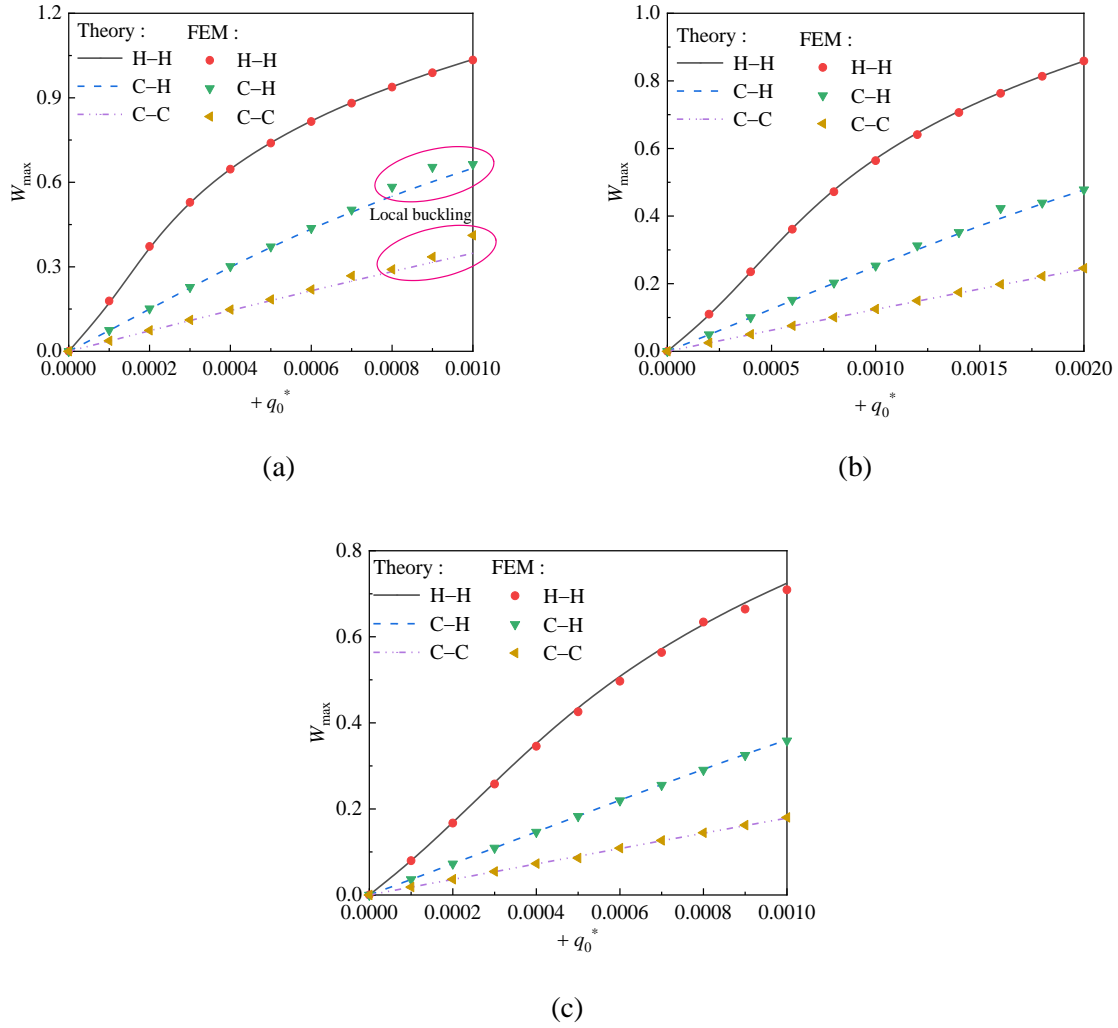 1.2
0.9
0.6
0.3
0.0
W_max
Theory :
H–H
C–H
C–C
FEM :
H–H
C–H
C–C
Local buckling
0.0000 0.0002 0.0004 0.0006 0.0008 0.0010
+ q_0^*
(a)
1.0
0.8
0.6
0.4
0.2
0.0
W_max
Theory :
H–H
C–H
C–C
FEM :
H–H
C–H
C–C
0.0000 0.0005 0.0010 0.0015 0.0020
+ q_0^*
(b)
0.8
0.6
0.4
0.2
0.0
W_max
Theory :
H–H
C–H
C–C
FEM :
H–H
C–H
C–C
0.0000 0.0002 0.0004 0.0006 0.0008 0.0010
+ q_0^*
(c)